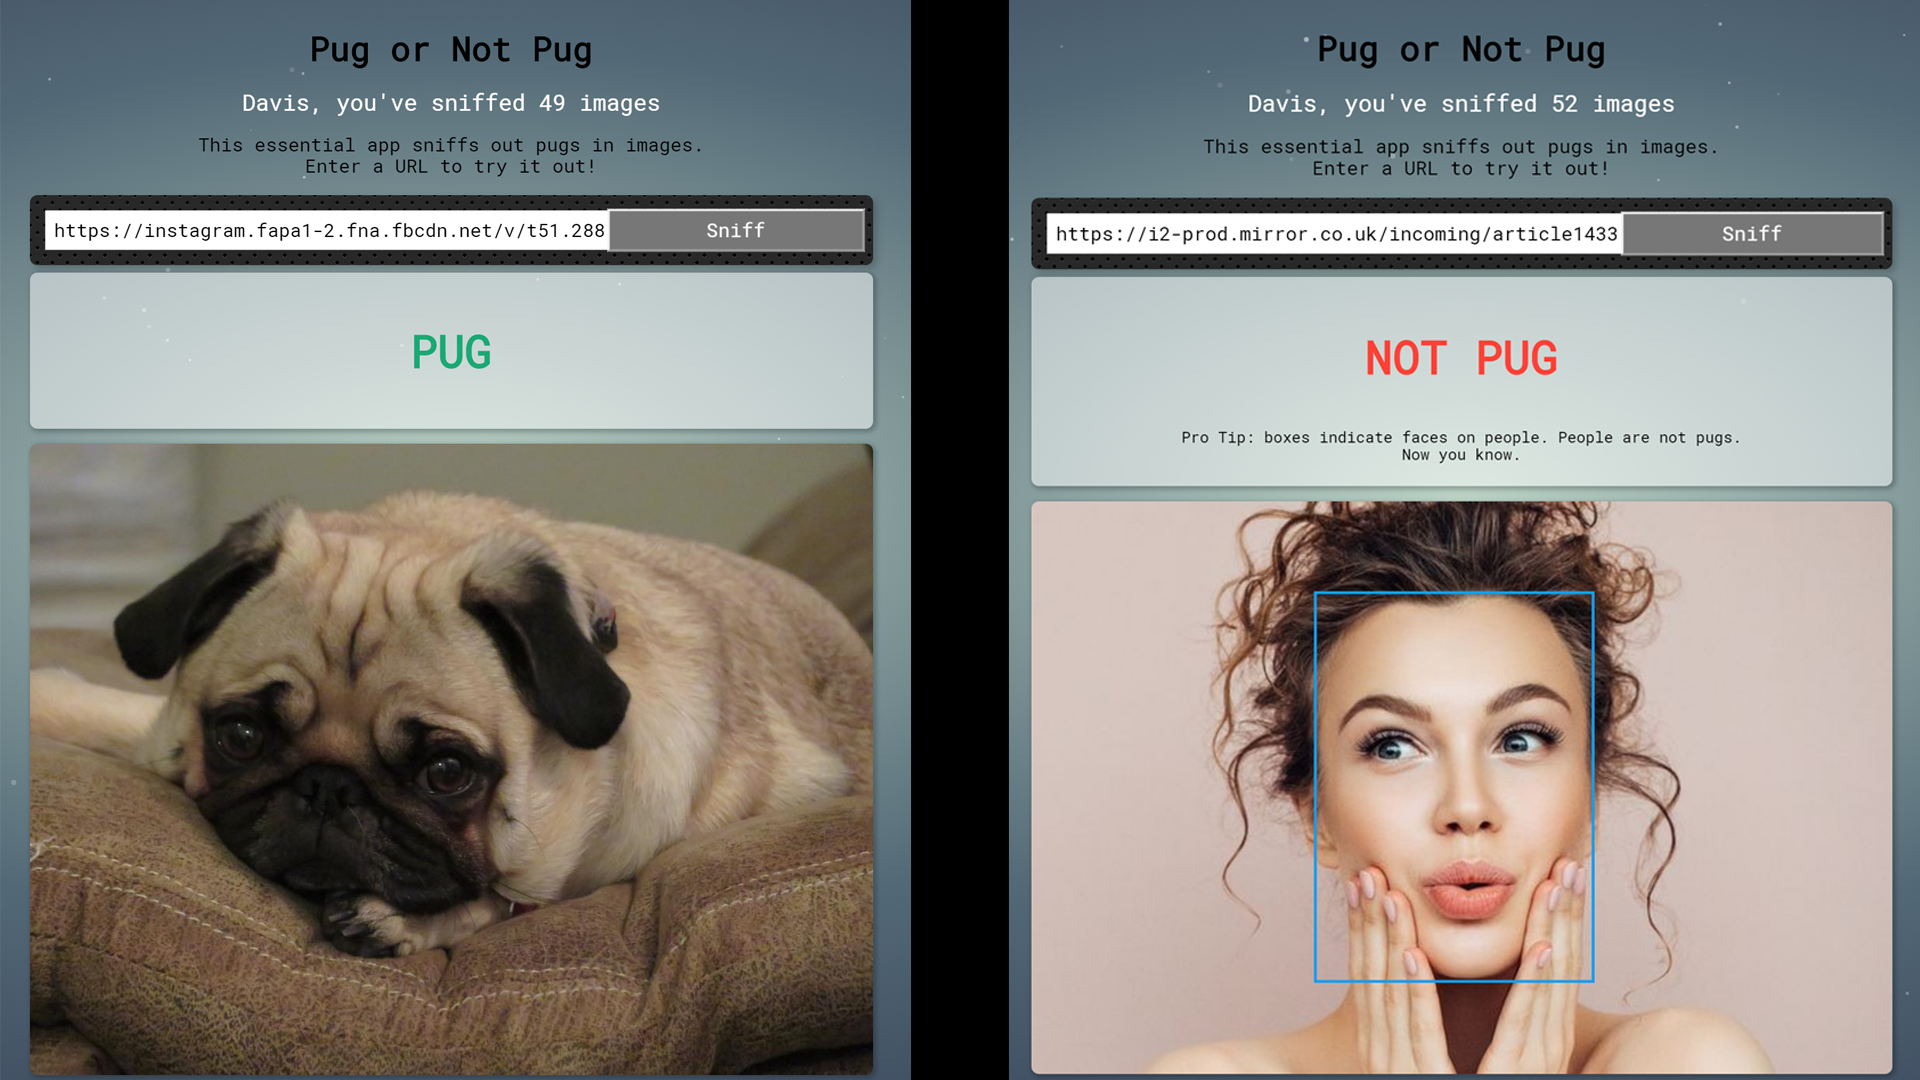 Pug or Not Pug
Davis, you've sniffed 49 images
This essential app sniffs out pugs in images.
Enter a URL to try it out!
https://instagram.fapa1-2.fna.fbcdn.net/v/t51.288
Sniff
PUG
Pug or Not Pug
Davis, you've sniffed 52 images
This essential app sniffs out pugs in images.
Enter a URL to try it out!
https://i2-prod.mirror.co.uk/incoming/article1433
Sniff
NOT PUG
Pro Tip: boxes indicate faces on people. People are not pugs.
Now you know.